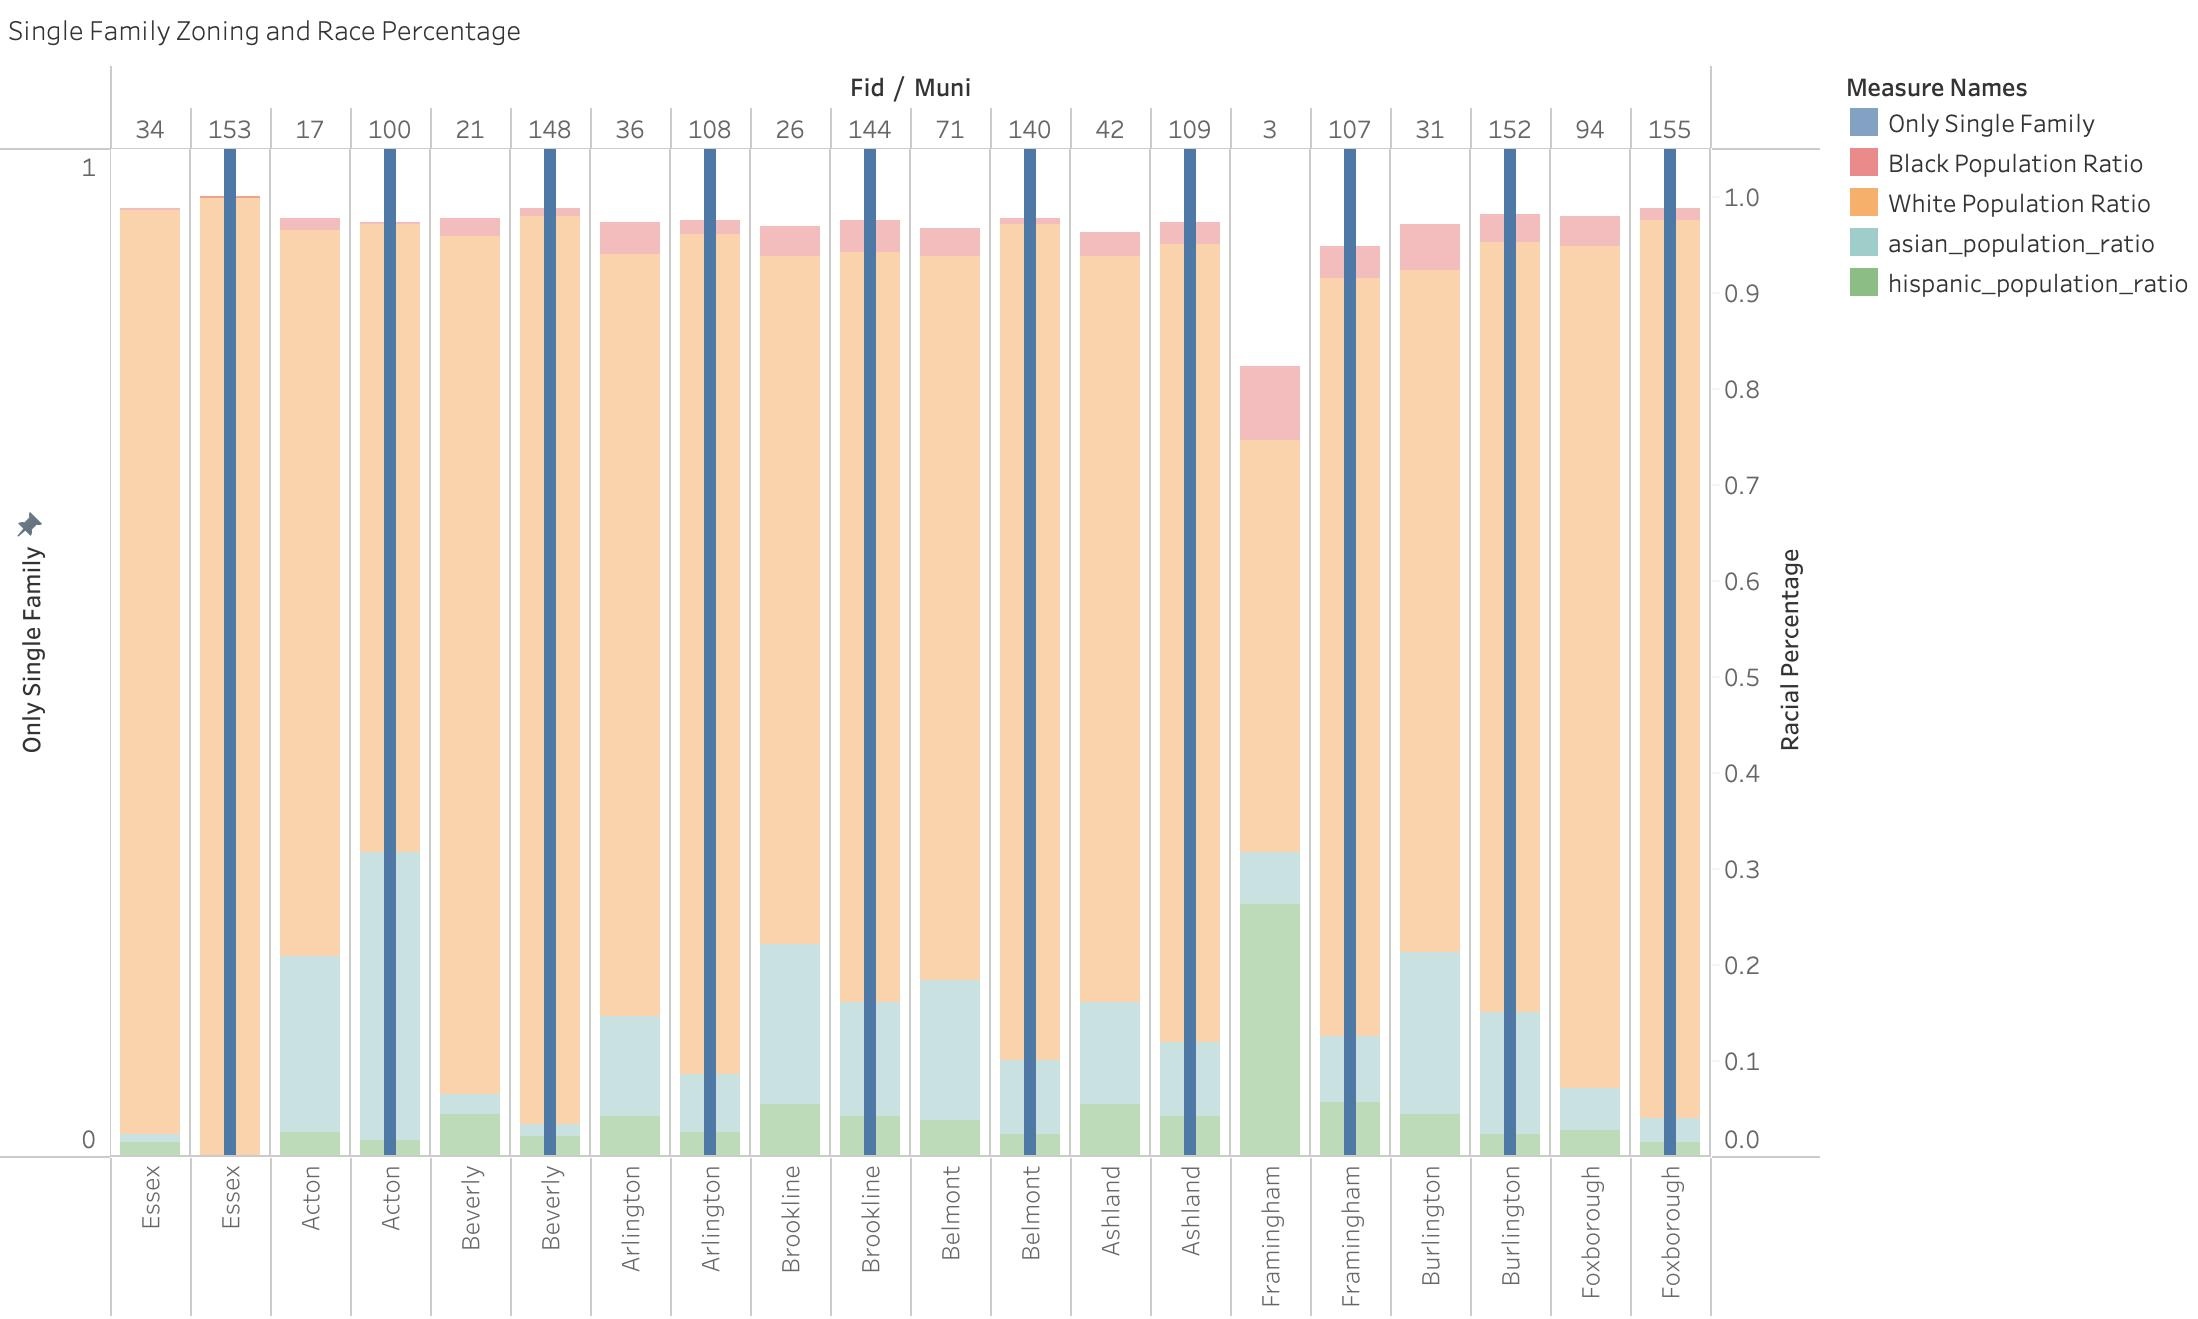 Single Family Zoning and Race Percentage
Fid / Muni
34 153 17 100 21 148 36 108 26 144 71 140 42 109 3 107 31 152 94 155
Measure Names
Only Single Family
Black Population Ratio
White Population Ratio
asian_population_ratio
hispanic_population_ratio
1
0
Only Single Family
1.0
0.9
0.8
0.7
0.6
0.5
0.4
0.3
0.2
0.1
0.0
Racial Percentage
Essex
Essex
Acton
Acton
Beverly
Beverly
Arlington
Arlington
Brookline
Brookline
Belmont
Belmont
Ashland
Ashland
Framingham
Framingham
Burlington
Burlington
Foxborough
Foxborough